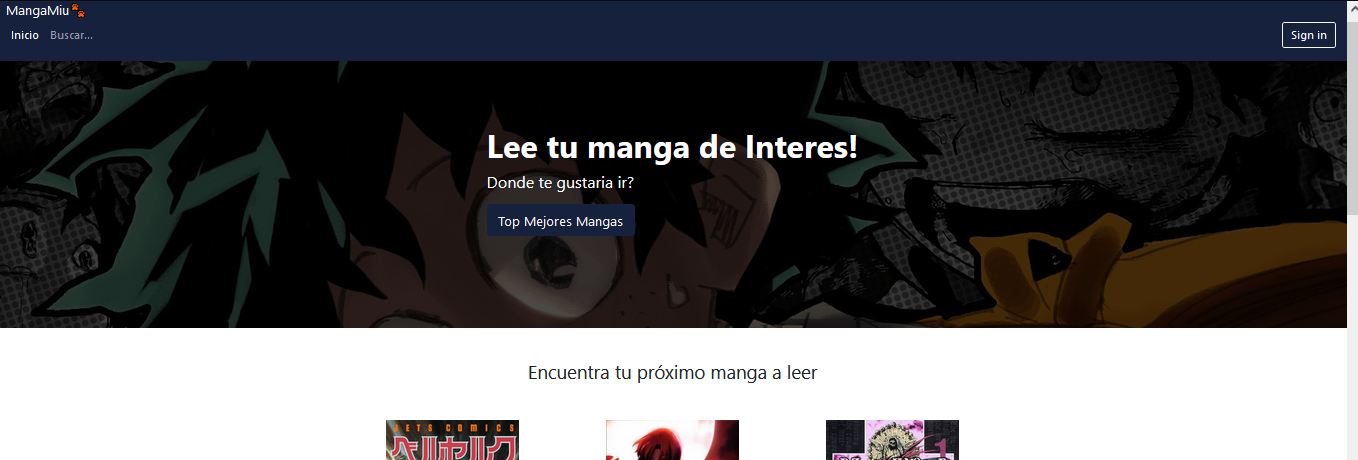 MangaMiu
Inicio Buscar...
Sign in
Lee tu manga de Interes!
Donde te gustaria ir?
Top Mejores Mangas
Encuentra tu próximo manga a leer
JETS COMICS
ベルセルク
1